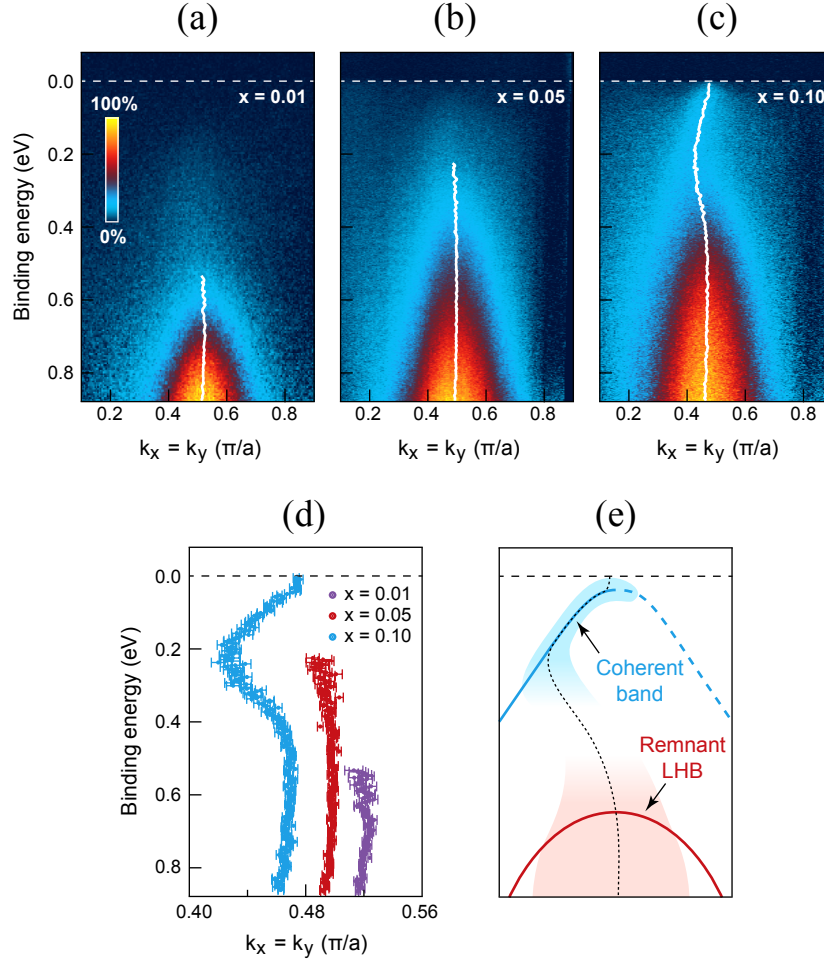 (a)
(b)
(c)
0.0
0.2
0.4
0.6
0.8
Binding energy (eV)
100%
0%
x = 0.01
x = 0.05
x = 0.10
0.2 0.4 0.6 0.8
0.2 0.4 0.6 0.8
0.2 0.4 0.6 0.8
kx = ky (π/a)
kx = ky (π/a)
kx = ky (π/a)
(d)
(e)
0.0
0.2
0.4
0.6
0.8
Binding energy (eV)
x = 0.01
x = 0.05
x = 0.10
0.40 0.48 0.56
kx = ky (π/a)
Coherent
band
Remnant
LHB